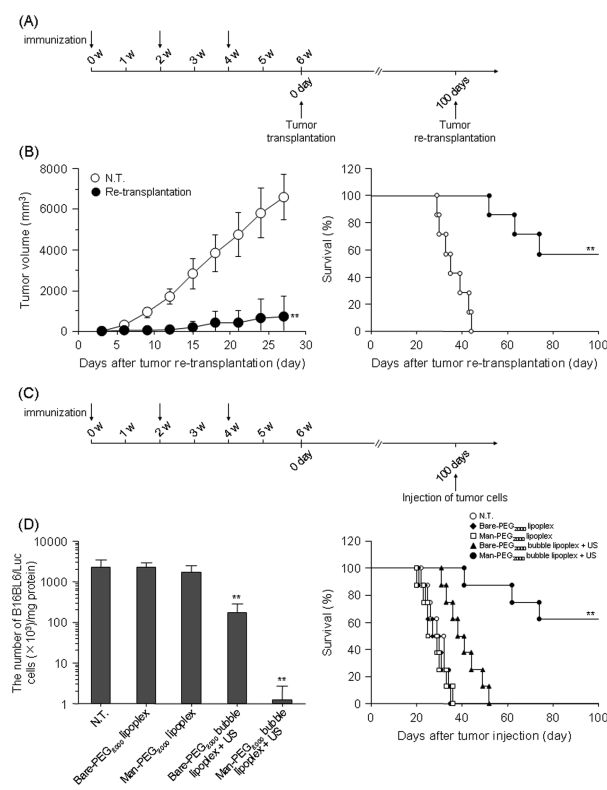 (A)
immunization
0 w
1 w
2 w
3 w
4 w
5 w
6 w
0 day
100 days
Tumor
transplantation
Tumor
re-transplantation
(B)
8000
6000
4000
2000
0
Tumor volume (mm³)
N.T.
Re-transplantation
**
0 5 10 15 20 25 30
Days after tumor re-transplantation (day)
120
100
80
60
40
20
0
Survival (%)
**
0 20 40 60 80 100
Days after tumor re-transplantation (day)
(C)
immunization
0 w
1 w
2 w
3 w
4 w
5 w
6 w
0 day
100 days
Injection of tumor cells
(D)
10000
1000
100
10
1
The number of B16BL6/Luc
cells (×10³)/mg protein)
**
**
N.T.
Bare-PEG2000 lipoplex
Man-PEG2000 lipoplex
Bare-PEG2000 bubble
lipoplex + US
Man-PEG2000 bubble
lipoplex + US
N.T.
Bare-PEG2000 lipoplex
Man-PEG2000 lipoplex
Bare-PEG2000 bubble lipoplex + US
Man-PEG2000 bubble lipoplex + US
120
100
80
60
40
20
0
Survival (%)
**
0 20 40 60 80 100
Days after tumor injection (day)